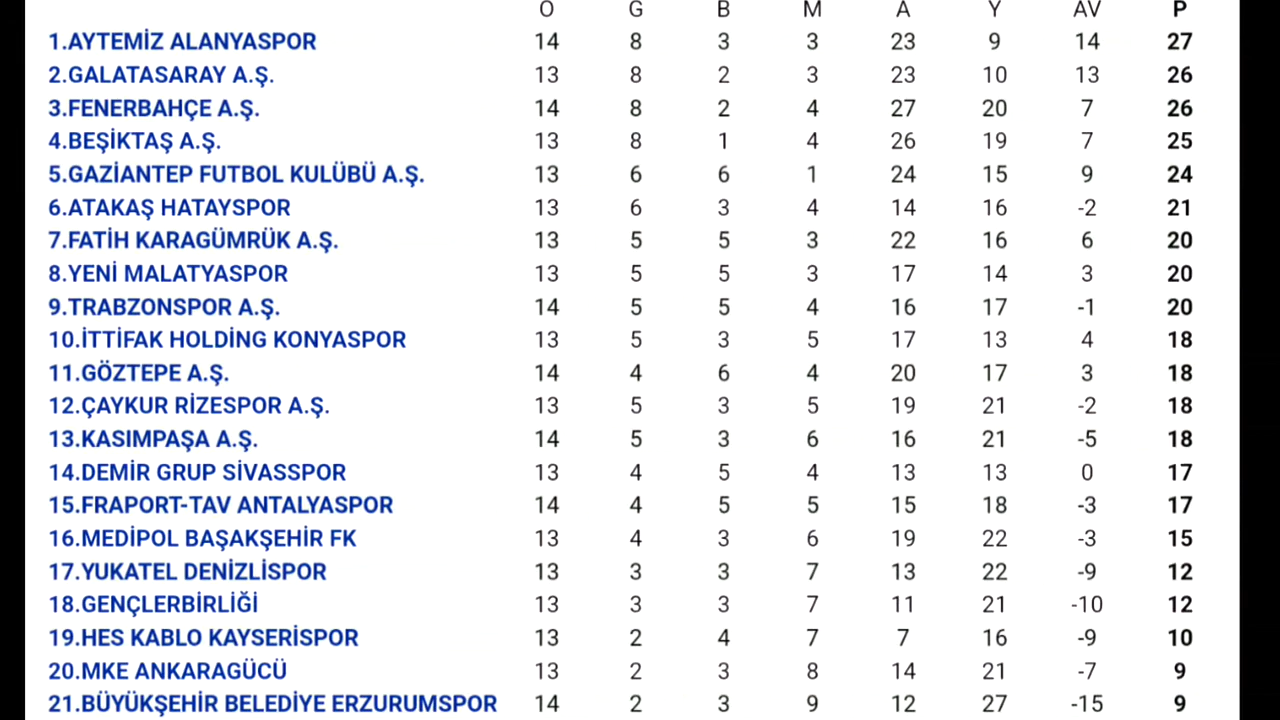 O G B M A Y AV P
1.AYTEMİZ ALANYASPOR 14 8 3 3 23 9 14 27
2.GALATASARAY A.Ş. 13 8 2 3 23 10 13 26
3.FENERBAHÇE A.Ş. 14 8 2 4 27 20 7 26
4.BEŞİKTAŞ A.Ş. 13 8 1 4 26 19 7 25
5.GAZİANTEP FUTBOL KULÜBÜ A.Ş. 13 6 6 1 24 15 9 24
6.ATAKAŞ HATAYSPOR 13 6 3 4 14 16 -2 21
7.FATİH KARAGÜMRÜK A.Ş. 13 5 5 3 22 16 6 20
8.YENİ MALATYASPOR 13 5 5 3 17 14 3 20
9.TRABZONSPOR A.Ş. 14 5 5 4 16 17 -1 20
10.İTTİFAK HOLDİNG KONYASPOR 13 5 3 5 17 13 4 18
11.GÖZTEPE A.Ş. 14 4 6 4 20 17 3 18
12.ÇAYKUR RİZESPOR A.Ş. 13 5 3 5 19 21 -2 18
13.KASIMPAŞA A.Ş. 14 5 3 6 16 21 -5 18
14.DEMİR GRUP SİVASSPOR 13 4 5 4 13 13 0 17
15.FRAPORT-TAV ANTALYASPOR 14 4 5 5 15 18 -3 17
16.MEDİPOL BAŞAKŞEHİR FK 13 4 3 6 19 22 -3 15
17.YUKATEL DENİZLİSPOR 13 3 3 7 13 22 -9 12
18.GENÇLERBİRLİĞİ 13 3 3 7 11 21 -10 12
19.HES KABLO KAYSERİSPOR 13 2 4 7 7 16 -9 10
20.MKE ANKARAGÜCÜ 13 2 3 8 14 21 -7 9
21.BÜYÜKŞEHİR BELEDİYE ERZURUMSPOR 14 2 3 9 12 27 -15 9